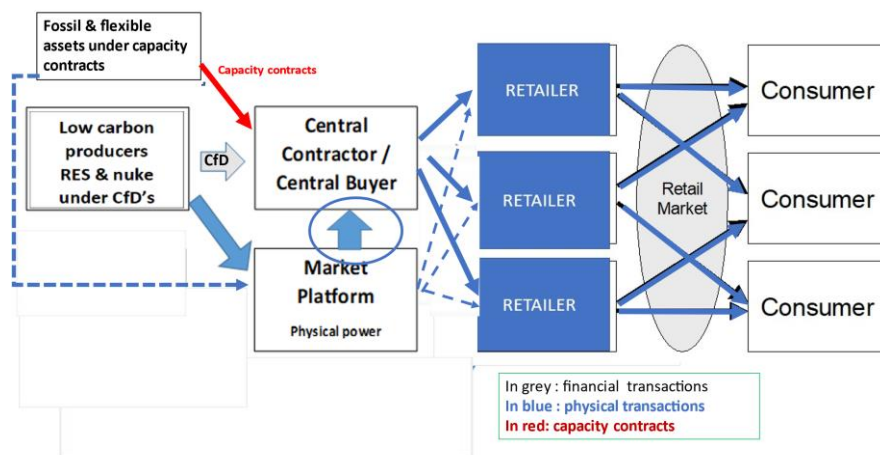 Fossil & flexible
assets under capacity
contracts
Capacity contracts
Low carbon
producers
RES & nuke
under CfD's
CfD
Central
Contractor /
Central Buyer
Market
Platform
Physical power
RETAILER
RETAILER
RETAILER
Retail
Market
Consumer
Consumer
Consumer
In grey : financial transactions
In blue : physical transactions
In red: capacity contracts